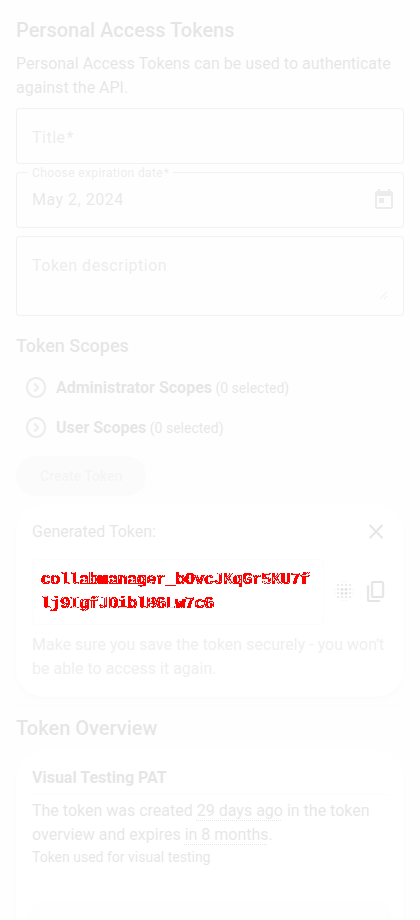 Personal Access Tokens
Personal Access Tokens can be used to authenticate
against the API.
Title*
Choose expiration date*
May 2, 2024
Token description
Token Scopes
Administrator Scopes (0 selected)
User Scopes (0 selected)
Create Token
Generated Token:
Make sure you save the token securely - you won't
be able to access it again.
Token Overview
Visual Testing PAT
The token was created 29 days ago in the token
overview and expires in 8 months.
Token used for visual testing